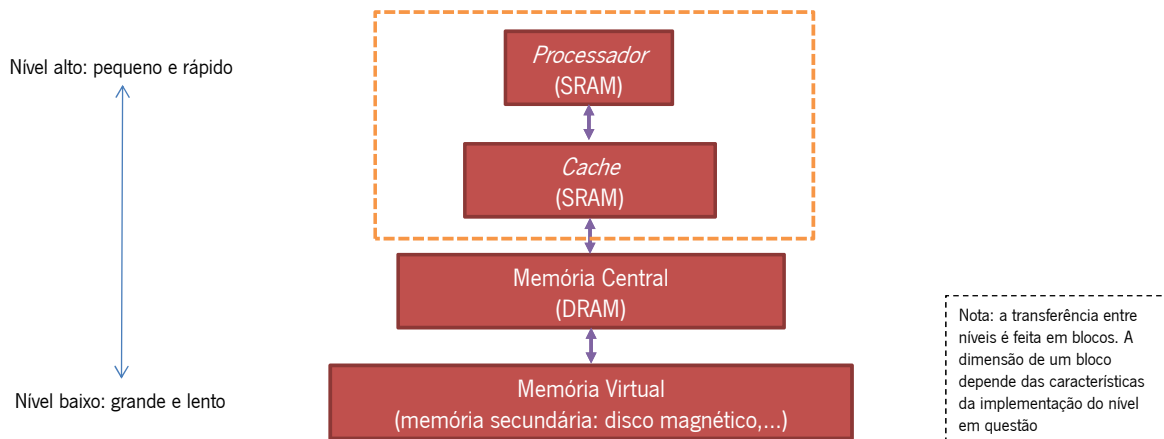 Nível alto: pequeno e rápido
Processador
(SRAM)
Cache
(SRAM)
Memória Central
(DRAM)
Memória Virtual
(memória secundária: disco magnético,...)
Nível baixo: grande e lento
Nota: a transferência entre
níveis é feita em blocos. A
dimensão de um bloco
depende das características
da implementação do nível
em questão